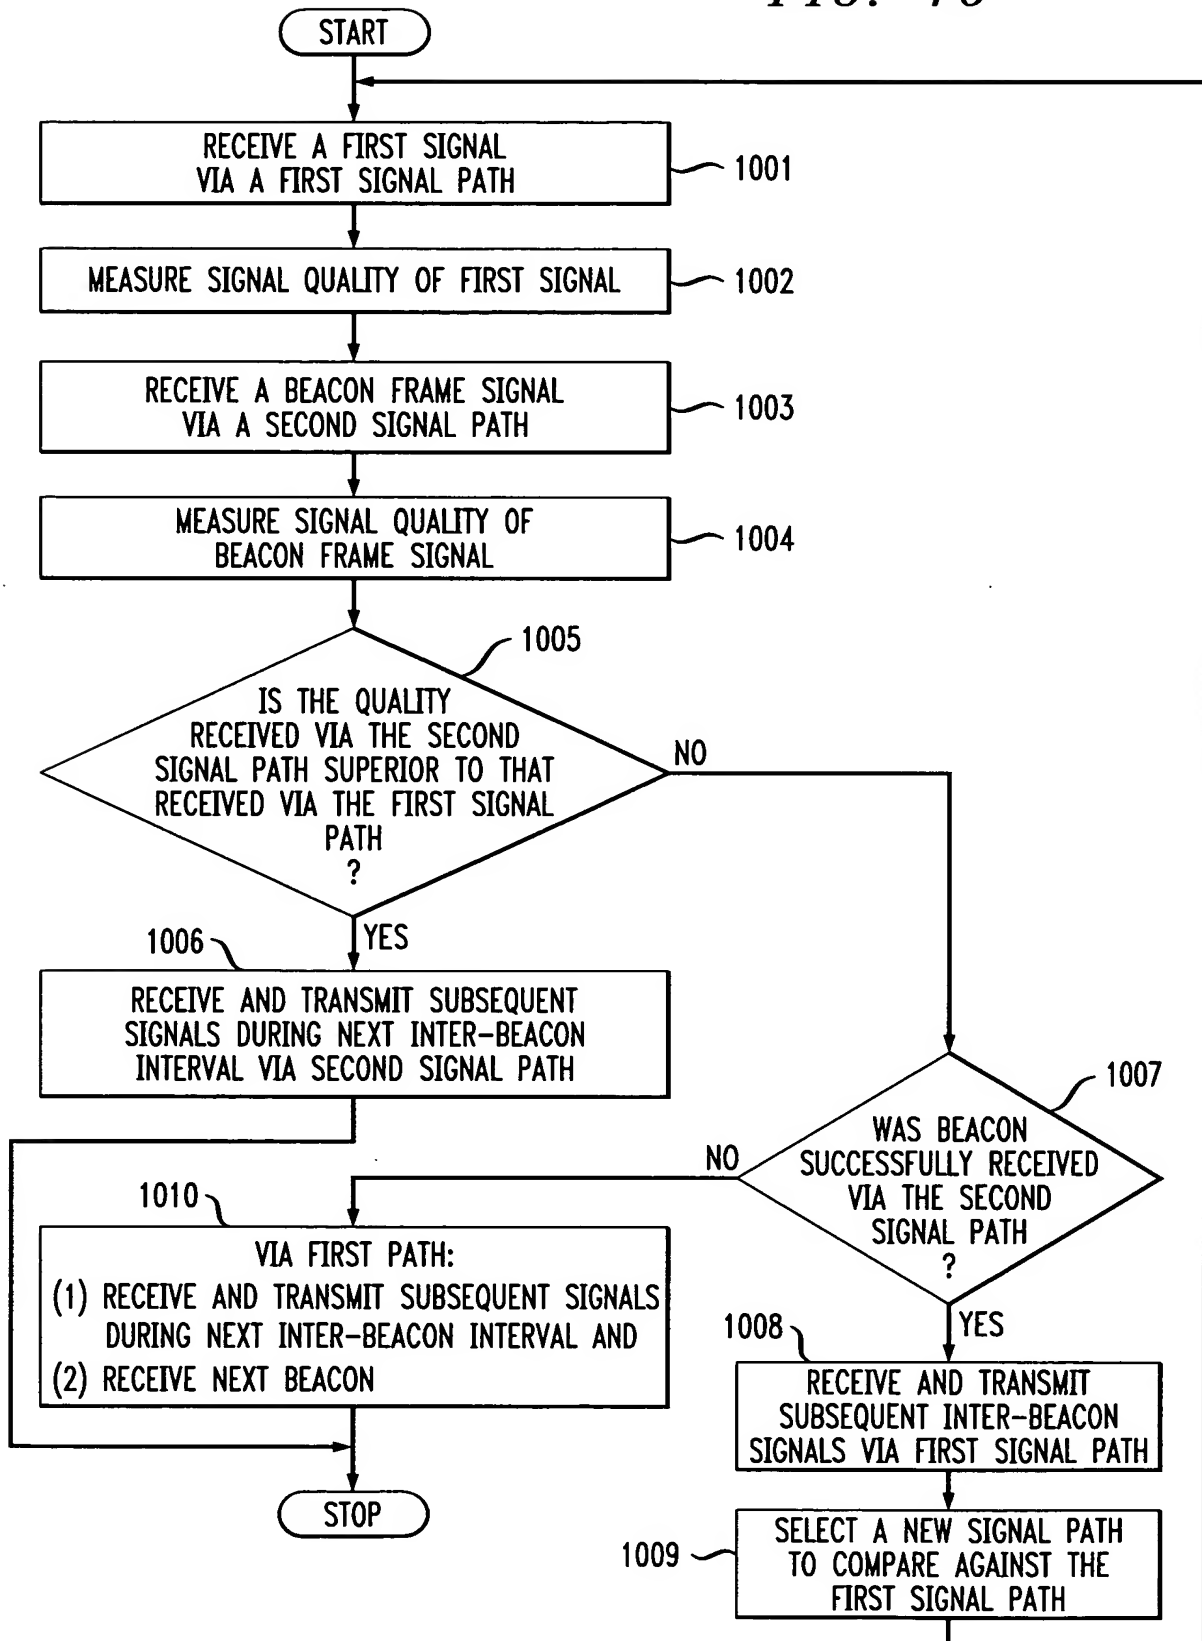 START
RECEIVE A FIRST SIGNAL
VIA A FIRST SIGNAL PATH
1001
MEASURE SIGNAL QUALITY OF FIRST SIGNAL
1002
RECEIVE A BEACON FRAME SIGNAL
VIA A SECOND SIGNAL PATH
1003
MEASURE SIGNAL QUALITY OF
BEACON FRAME SIGNAL
1004
1005
IS THE QUALITY
RECEIVED VIA THE SECOND
SIGNAL PATH SUPERIOR TO THAT
RECEIVED VIA THE FIRST SIGNAL
PATH
?
NO
YES
1006
RECEIVE AND TRANSMIT SUBSEQUENT
SIGNALS DURING NEXT INTER-BEACON
INTERVAL VIA SECOND SIGNAL PATH
1007
WAS BEACON
SUCCESSFULLY RECEIVED
VIA THE SECOND
SIGNAL PATH
?
NO
YES
1010
VIA FIRST PATH:
(1) RECEIVE AND TRANSMIT SUBSEQUENT SIGNALS
DURING NEXT INTER-BEACON INTERVAL AND
(2) RECEIVE NEXT BEACON
STOP
1008
RECEIVE AND TRANSMIT
SUBSEQUENT INTER-BEACON
SIGNALS VIA FIRST SIGNAL PATH
1009
SELECT A NEW SIGNAL PATH
TO COMPARE AGAINST THE
FIRST SIGNAL PATH